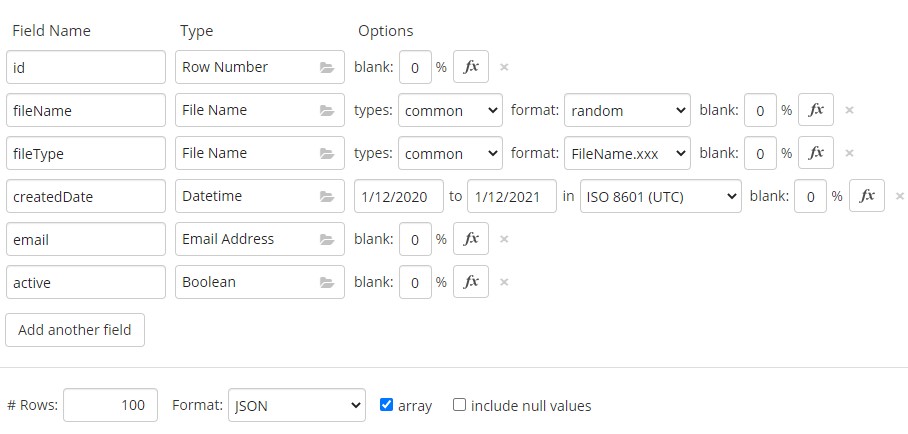 Field Name Type Options
id Row Number blank: 0 % fx ×
fileName File Name types: common format: random blank: 0 % fx ×
fileType File Name types: common format: FileName.xxx blank: 0 % fx ×
createdDate Datetime 1/12/2020 to 1/12/2021 in ISO 8601 (UTC) blank: 0 % fx ×
email Email Address blank: 0 % fx ×
active Boolean blank: 0 % fx ×
Add another field
# Rows: 100 Format: JSON array include null values